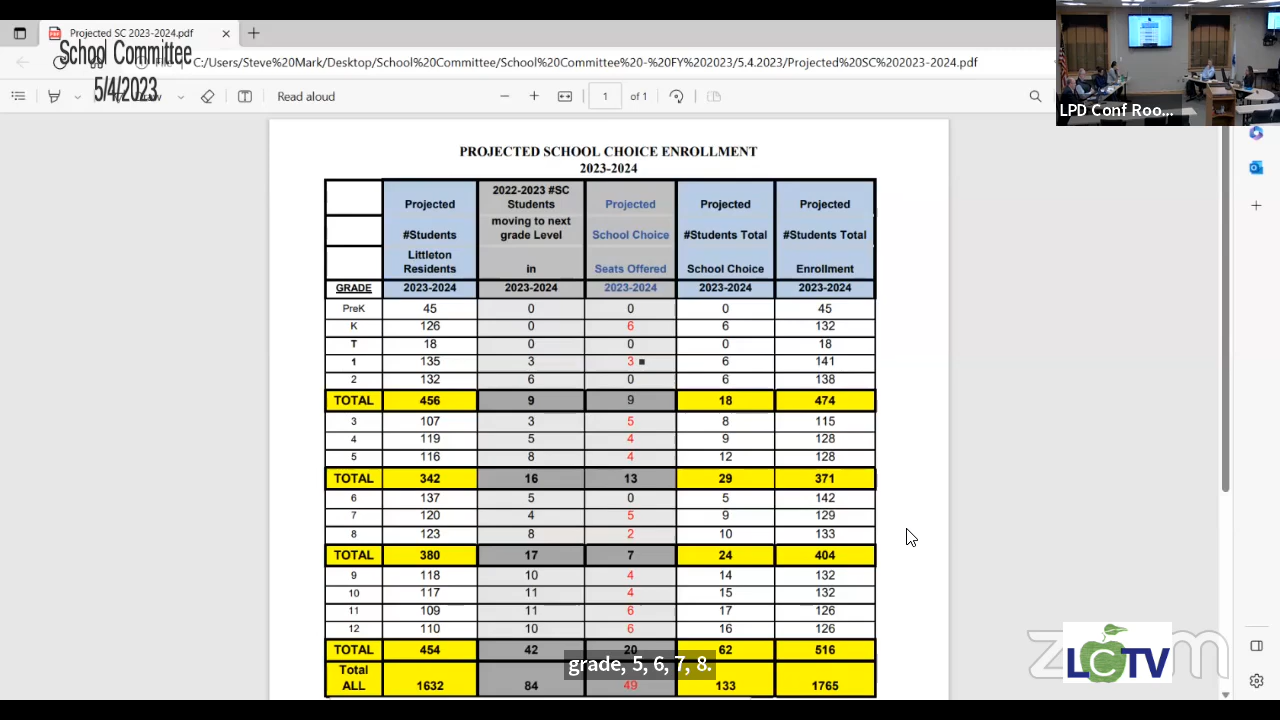 Projected SC 2023-2024.pdf
School Committee
5/4/2023
C:/Users/Steve%20Mark/Desktop/School%20Committee/School%20Committee%20-%20FY%202023/5.4.2023/Projected%20SC%202023-2024.pdf
Draw
Read aloud
1 of 1
LPD Conf Roo...
PROJECTED SCHOOL CHOICE ENROLLMENT
2023-2024
Projected #Students Littleton Residents 2023-2024
2022-2023 #SC Students moving to next grade Level in 2023-2024
Projected School Choice Seats Offered 2023-2024
Projected #Students Total School Choice 2023-2024
Projected #Students Total Enrollment 2023-2024
GRADE
PreK 45 0 0 0 45
K 126 0 6 6 132
T 18 0 0 0 18
1 135 3 3 ■ 6 141
2 132 6 0 6 138
TOTAL 456 9 9 18 474
3 107 3 5 8 115
4 119 5 4 9 128
5 116 8 4 12 128
TOTAL 342 16 13 29 371
6 137 5 0 5 142
7 120 4 5 9 129
8 123 8 2 10 133
TOTAL 380 17 7 24 404
9 118 10 4 14 132
10 117 11 4 15 132
11 109 11 6 17 126
12 110 10 6 16 126
TOTAL 454 42 20 62 516
Total ALL 1632 84 49 133 1765
grade, 5, 6, 7, 8.
zoom
LCTV